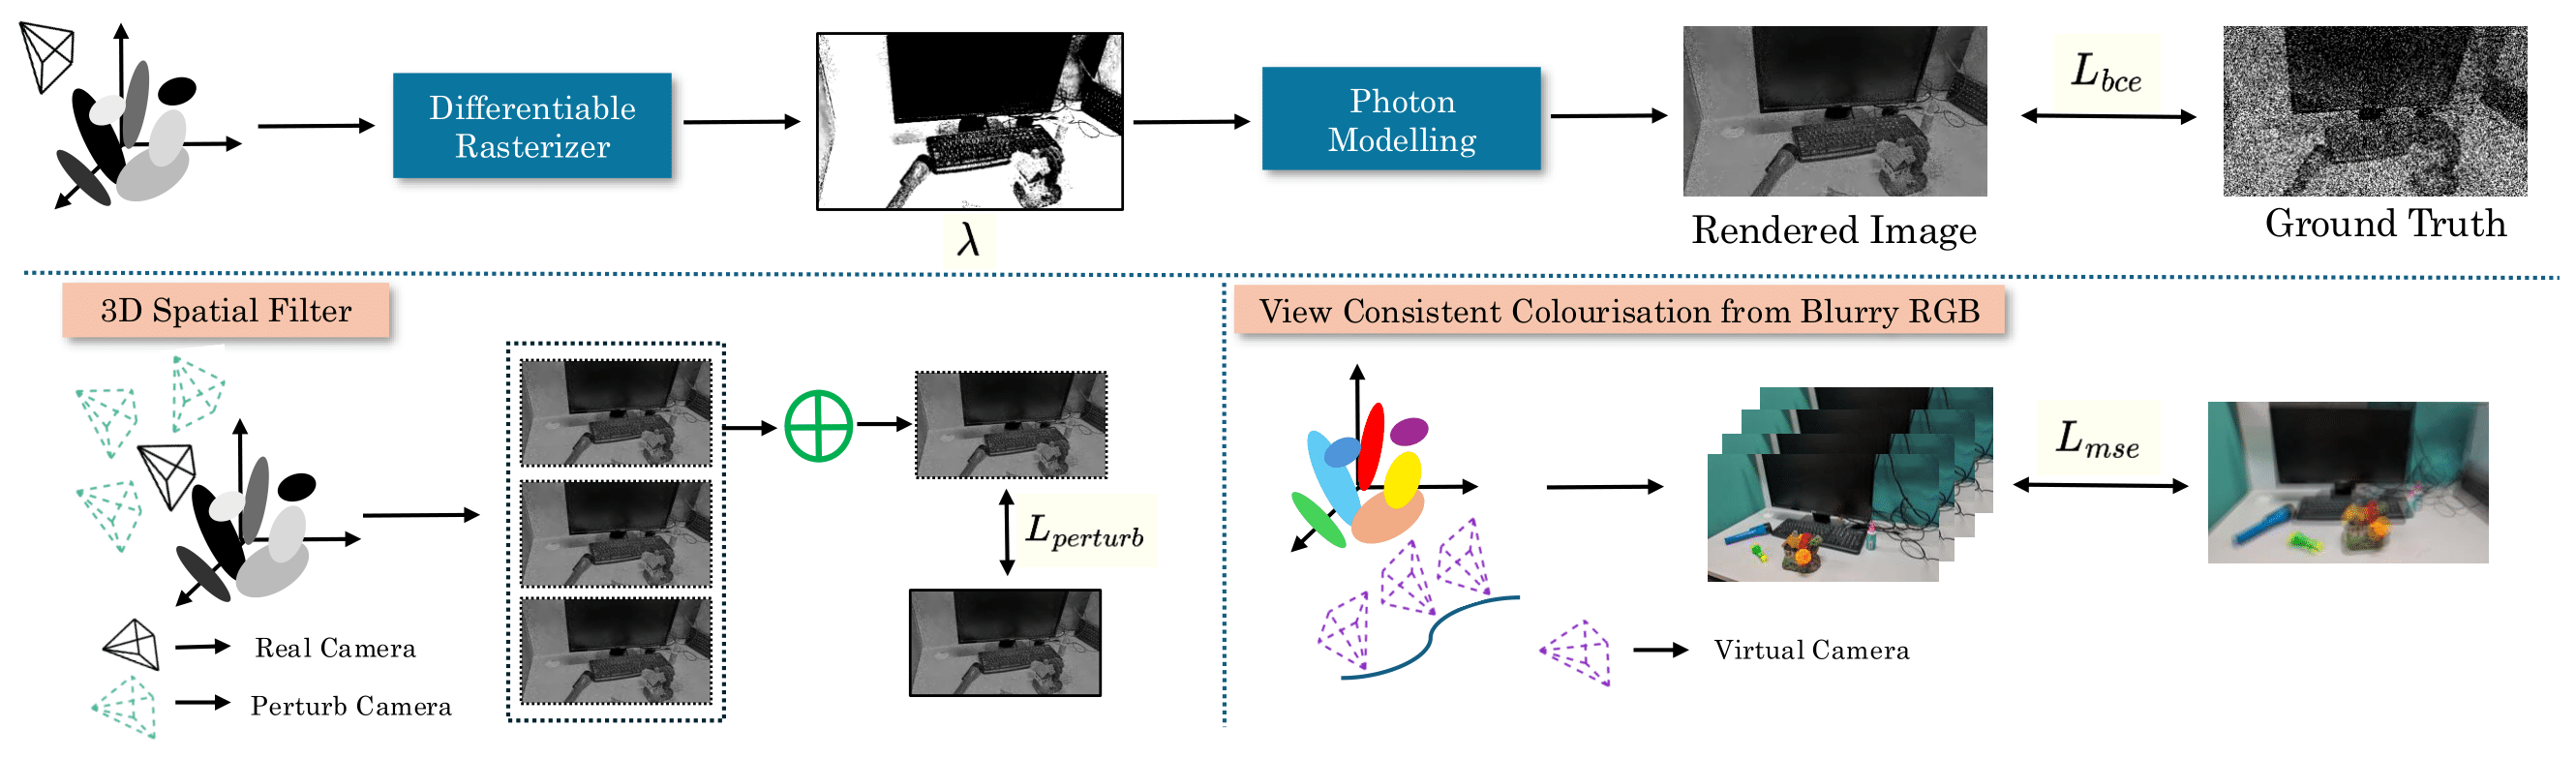 Differentiable
Rasterizer
λ
Photon
Modelling
Rendered Image
L_{bce}
Ground Truth
3D Spatial Filter
L_{perturb}
Real Camera
Perturb Camera
View Consistent Colourisation from Blurry RGB
L_{mse}
Virtual Camera